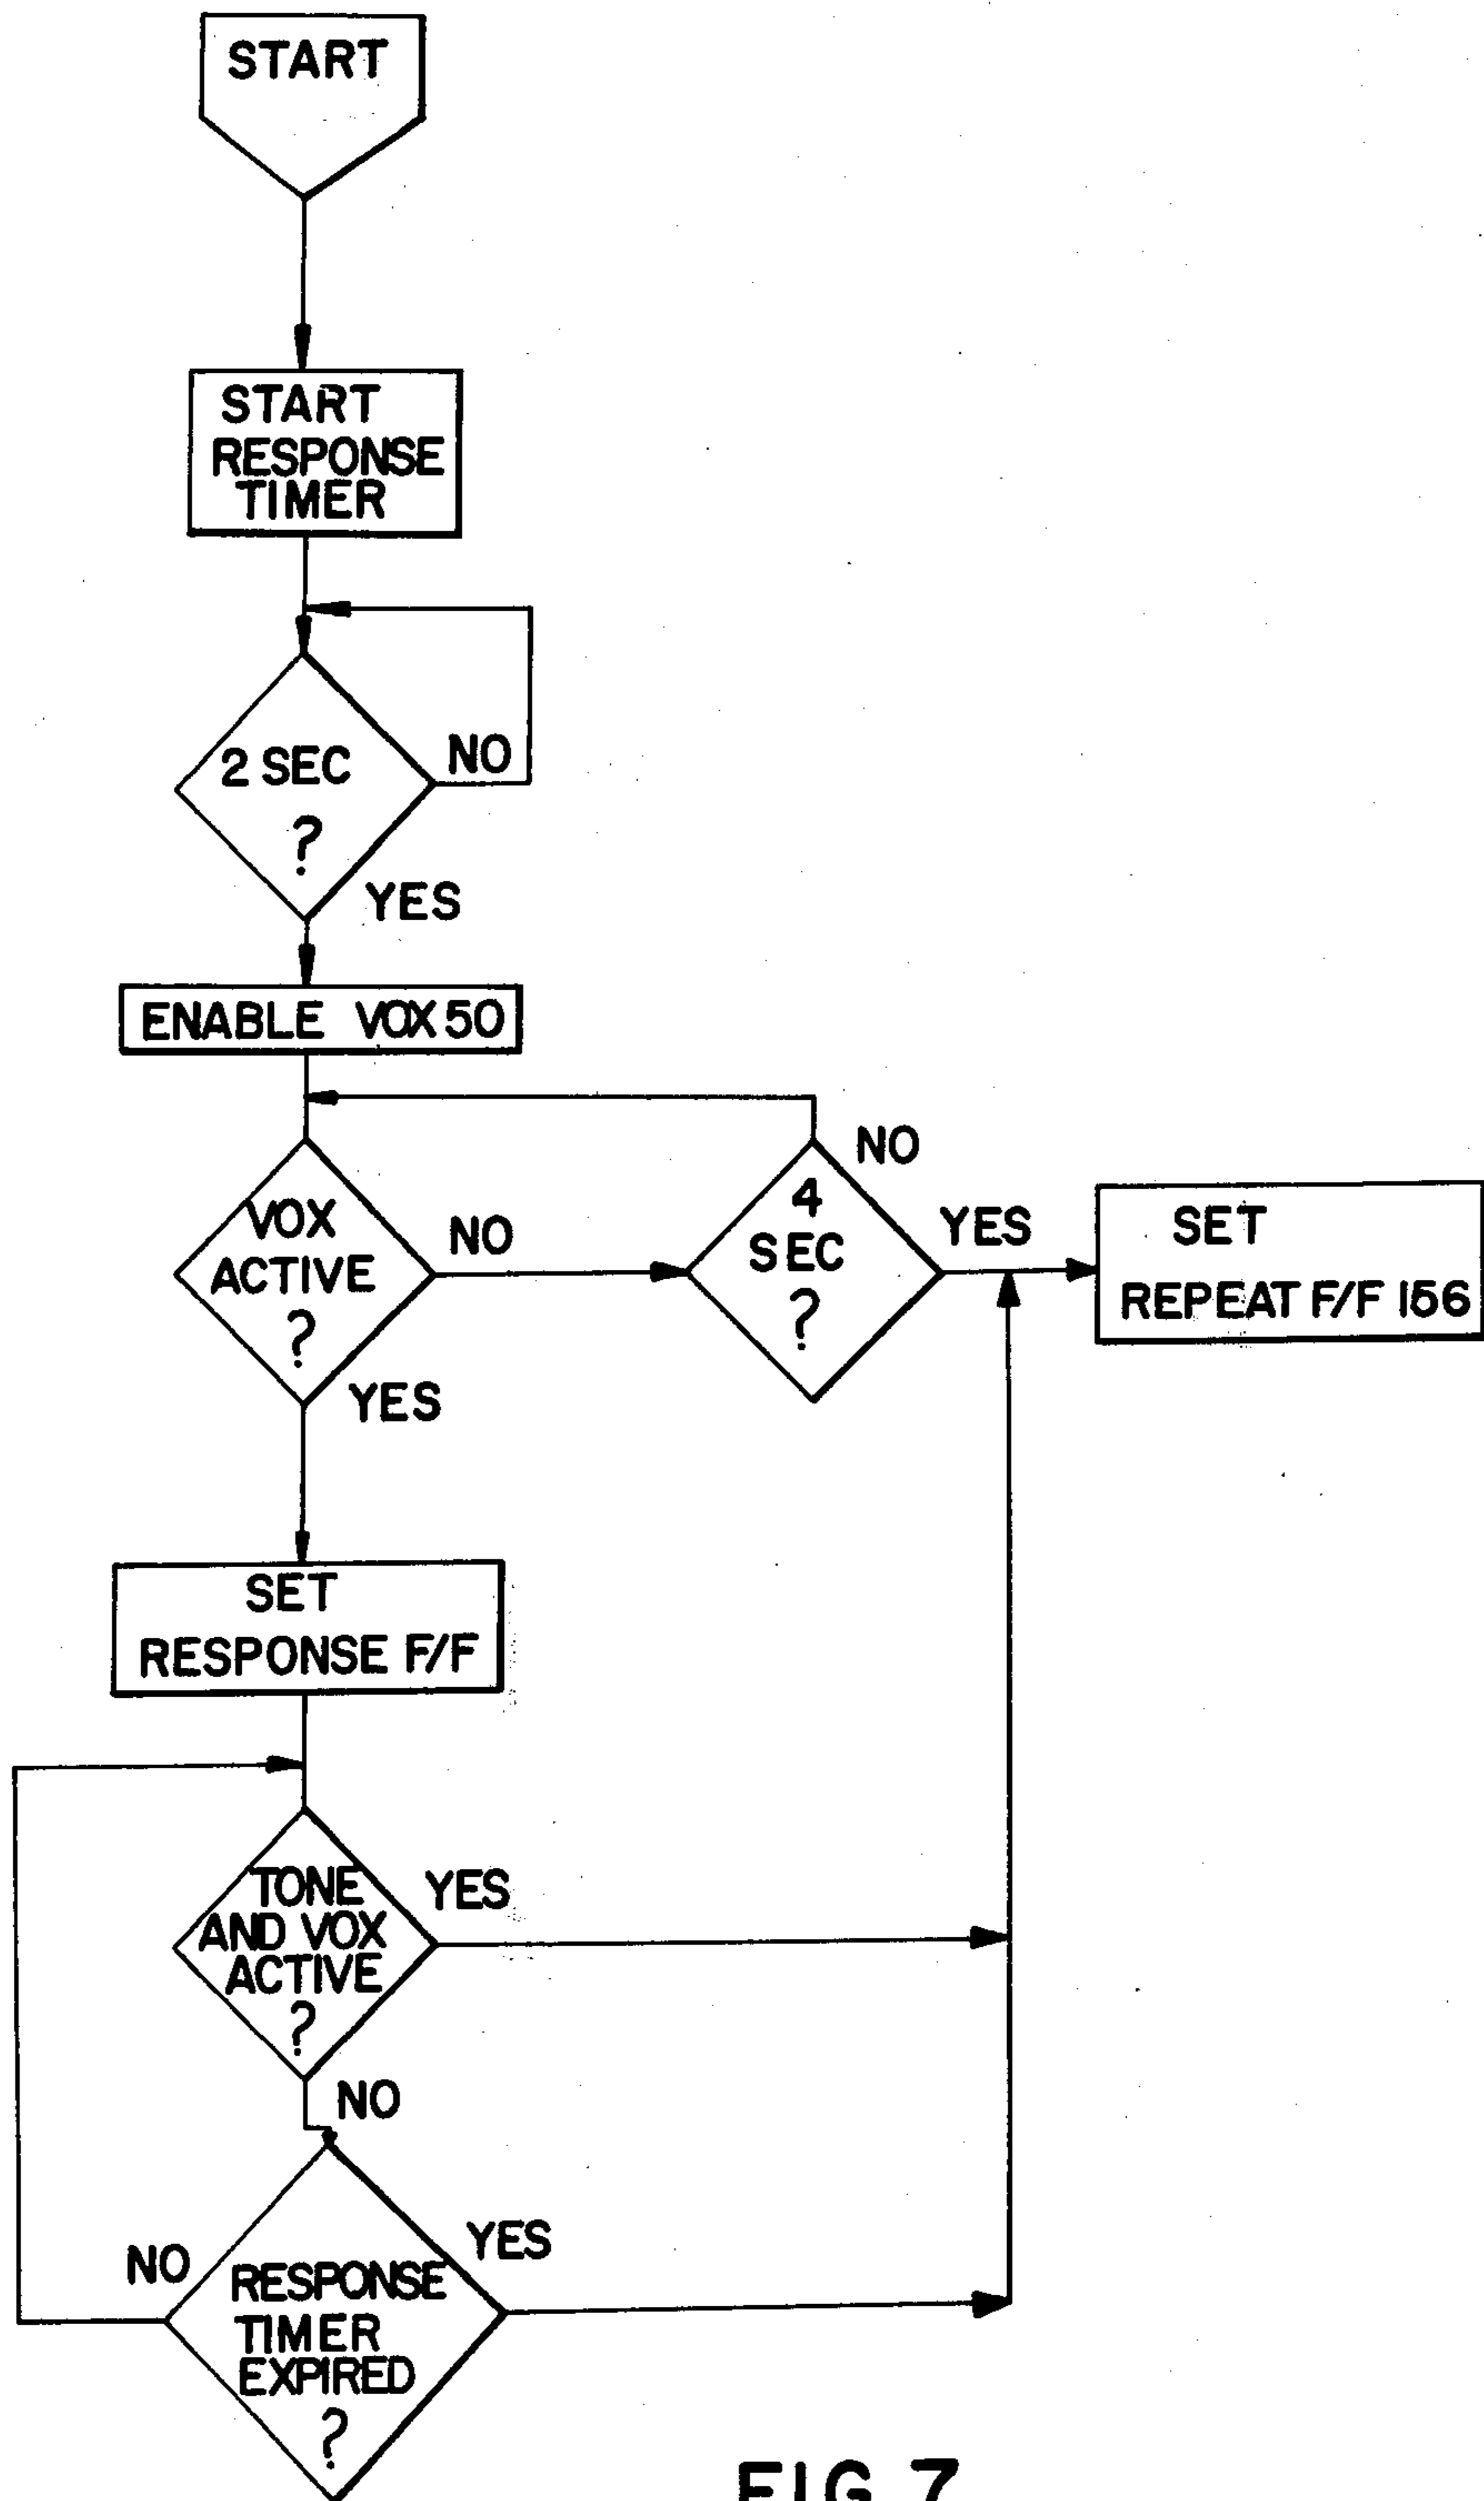 START
START
RESPONSE
TIMER
2 SEC
?
NO
YES
ENABLE VOX 50
VOX
ACTIVE
?
NO
YES
4
SEC
?
NO
YES
SET
REPEAT F/F 156
SET
RESPONSE F/F
TONE
AND VOX
ACTIVE
?
YES
NO
RESPONSE
TIMER
EXPIRED
?
NO
YES
FIG. 7